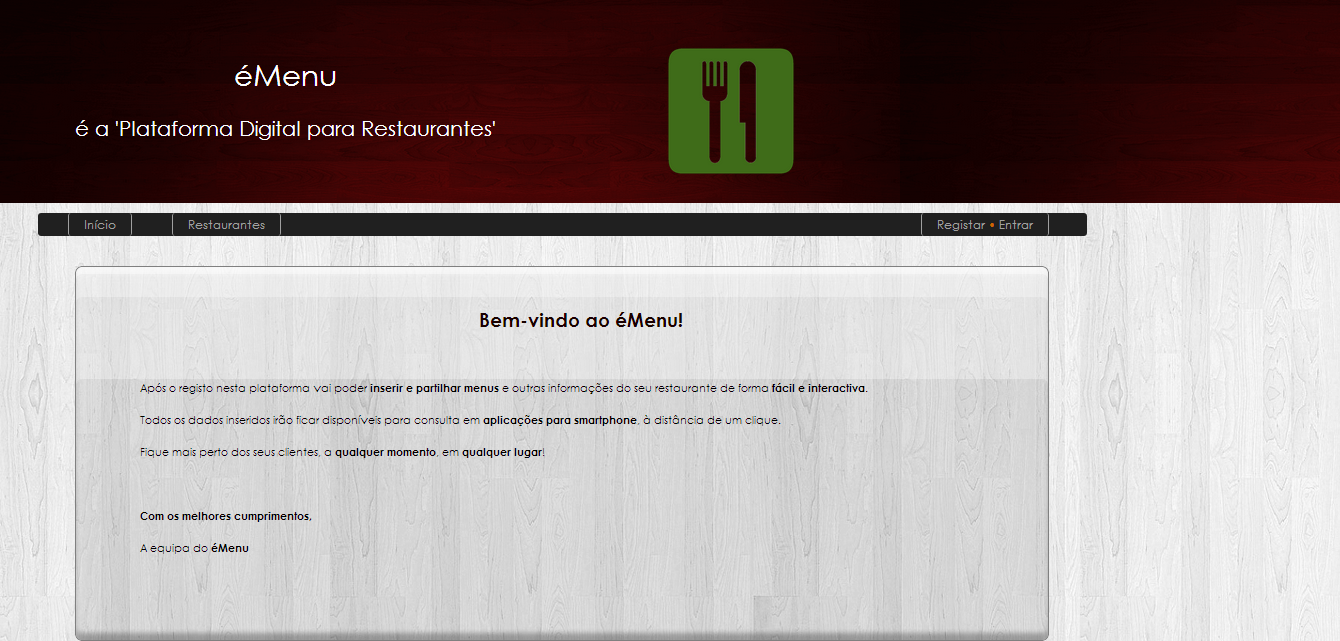 éMenu
é a 'Plataforma Digital para Restaurantes'
Início Restaurantes Registar • Entrar
Bem-vindo ao éMenu!
Após o registo nesta plataforma vai poder inserir e partilhar menus e outras informações do seu restaurante de forma fácil e interactiva.
Todos os dados inseridos irão ficar disponíveis para consulta em aplicações para smartphone, à distância de um clique.
Fique mais perto dos seus clientes, a qualquer momento, em qualquer lugar!
Com os melhores cumprimentos,
A equipa do éMenu